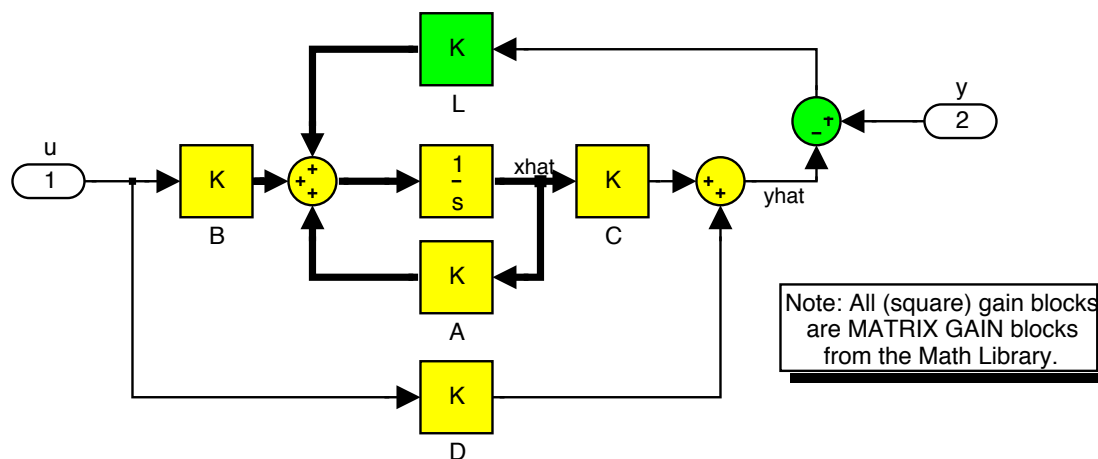 K
L
y
2
u
1
K
B
+
+
+
1
s
xhat
K
C
+
+
yhat
+
−
K
A
Note: All (square) gain blocks
are MATRIX GAIN blocks
from the Math Library.
K
D